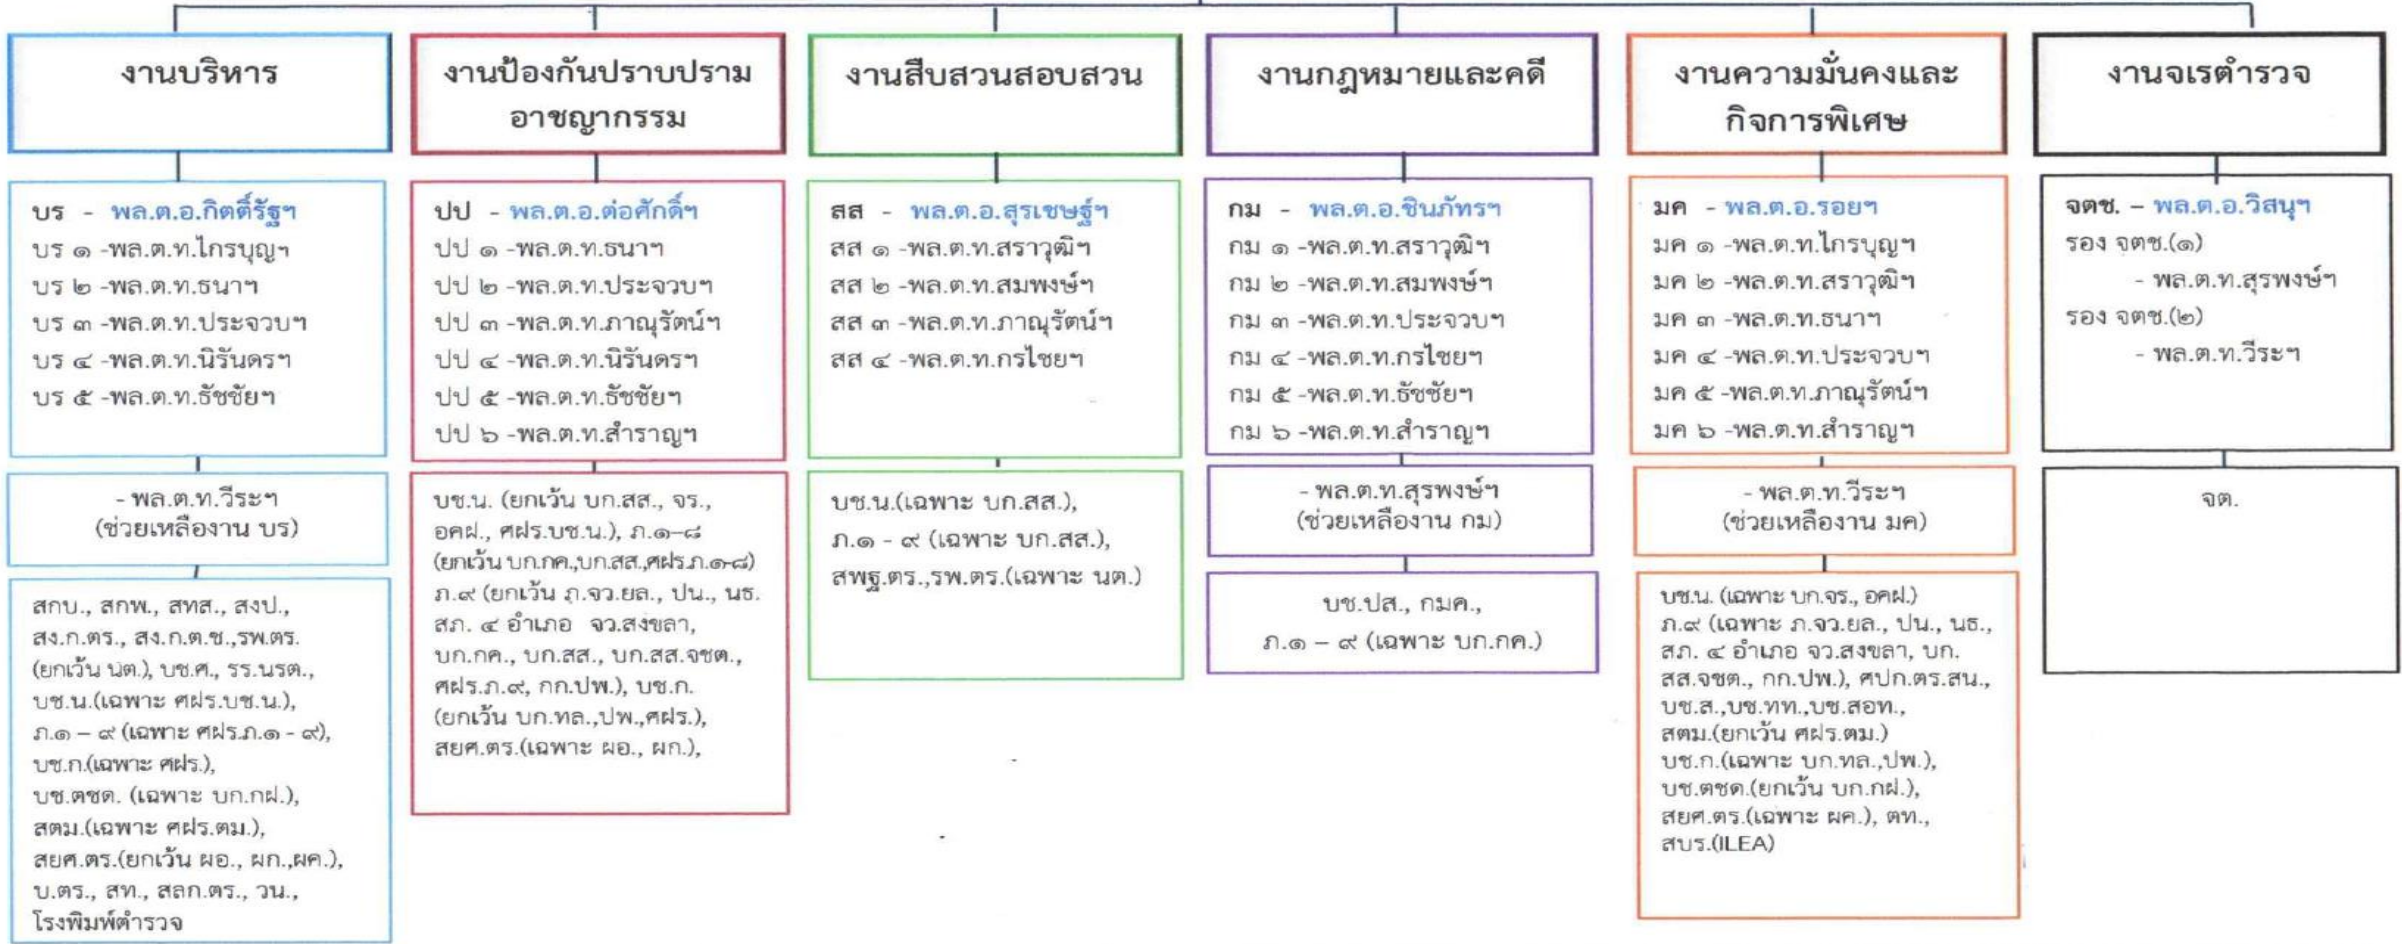 งานบริหาร
บร - พล.ต.อ.กิตติ์รัฐฯ
บร ๑ -พล.ต.ท.ไกรบุญฯ
บร ๒ -พล.ต.ท.ธนาฯ
บร ๓ -พล.ต.ท.ประจวบฯ
บร ๔ -พล.ต.ท.นิรันดรฯ
บร ๕ -พล.ต.ท.ธัชชัยฯ
- พล.ต.ท.วีระฯ
(ช่วยเหลืองาน บร)
สกบ., สกพ., สทส., สงป.,
สง.ก.ตร., สง.ก.ต.ช.,รพ.ตร.
(ยกเว้น นต.), บช.ศ., รร.นรต.,
บช.น.(เฉพาะ ศฝร.บช.น.),
ภ.๑ – ๙ (เฉพาะ ศฝร.ภ.๑ - ๙),
บช.ก.(เฉพาะ ศฝร.),
บช.ตชด. (เฉพาะ บก.กฝ.),
สตม.(เฉพาะ ศฝร.ตม.),
สยศ.ตร.(ยกเว้น ผอ., ผก.,ผค.),
บ.ตร., สท., สลก.ตร., วน.,
โรงพิมพ์ตำรวจ
งานป้องกันปราบปราม
อาชญากรรม
ปป - พล.ต.อ.ต่อศักดิ์ฯ
ปป ๑ -พล.ต.ท.ธนาฯ
ปป ๒ -พล.ต.ท.ประจวบฯ
ปป ๓ -พล.ต.ท.ภาณุรัตน์ฯ
ปป ๔ -พล.ต.ท.นิรันดรฯ
ปป ๕ -พล.ต.ท.ธัชชัยฯ
ปป ๖ -พล.ต.ท.สำราญฯ
บช.น. (ยกเว้น บก.สส., จร.,
อคฝ., ศฝร.บช.น.), ภ.๑–๘
(ยกเว้น บก.กค.,บก.สส.,ศฝร.ภ.๑-๘)
ภ.๙ (ยกเว้น ภ.จว.ยล., ปน., นธ.
สภ. ๔ อำเภอ จว.สงขลา,
บก.กค., บก.สส., บก.สส.จชต.,
ศฝร.ภ.๙, กก.ปพ.), บช.ก.
(ยกเว้น บก.ทล.,ปพ.,ศฝร.),
สยศ.ตร.(เฉพาะ ผอ., ผก.),
งานสืบสวนสอบสวน
สส - พล.ต.อ.สุรเชษฐ์ฯ
สส ๑ -พล.ต.ท.สราวุฒิฯ
สส ๒ -พล.ต.ท.สมพงษ์ฯ
สส ๓ -พล.ต.ท.ภาณุรัตน์ฯ
สส ๔ -พล.ต.ท.กรไชยฯ
บช.น.(เฉพาะ บก.สส.),
ภ.๑ - ๙ (เฉพาะ บก.สส.),
สพฐ.ตร.,รพ.ตร.(เฉพาะ นต.)
งานกฎหมายและคดี
กม - พล.ต.อ.ชินภัทรฯ
กม ๑ -พล.ต.ท.สราวุฒิฯ
กม ๒ -พล.ต.ท.สมพงษ์ฯ
กม ๓ -พล.ต.ท.ประจวบฯ
กม ๔ -พล.ต.ท.กรไชยฯ
กม ๕ -พล.ต.ท.ธัชชัยฯ
กม ๖ -พล.ต.ท.สำราญฯ
- พล.ต.ท.สุรพงษ์ฯ
(ช่วยเหลืองาน กม)
บช.ปส., กมค.,
ภ.๑ – ๙ (เฉพาะ บก.กค.)
งานความมั่นคงและ
กิจการพิเศษ
มค - พล.ต.อ.รอยฯ
มค ๑ -พล.ต.ท.ไกรบุญฯ
มค ๒ -พล.ต.ท.สราวุฒิฯ
มค ๓ -พล.ต.ท.ธนาฯ
มค ๔ -พล.ต.ท.ประจวบฯ
มค ๕ -พล.ต.ท.ภาณุรัตน์ฯ
มค ๖ -พล.ต.ท.สำราญฯ
- พล.ต.ท.วีระฯ
(ช่วยเหลืองาน มค)
บช.น. (เฉพาะ บก.จร., อคฝ.)
ภ.๙ (เฉพาะ ภ.จว.ยล., ปน., นธ.,
สภ. ๔ อำเภอ จว.สงขลา, บก.
สส.จชต., กก.ปพ.), ศปก.ตร.สน.,
บช.ส.,บช.ทท.,บช.สอท.,
สตม.(ยกเว้น ศฝร.ตม.)
บช.ก.(เฉพาะ บก.ทล.,ปพ.),
บช.ตชด.(ยกเว้น บก.กฝ.),
สยศ.ตร.(เฉพาะ ผค.), ตท.,
สบร.(ILEA)
งานจเรตำรวจ
จตช. – พล.ต.อ.วิสนุฯ
รอง จตช.(๑)
- พล.ต.ท.สุรพงษ์ฯ
รอง จตช.(๒)
- พล.ต.ท.วีระฯ
จต.